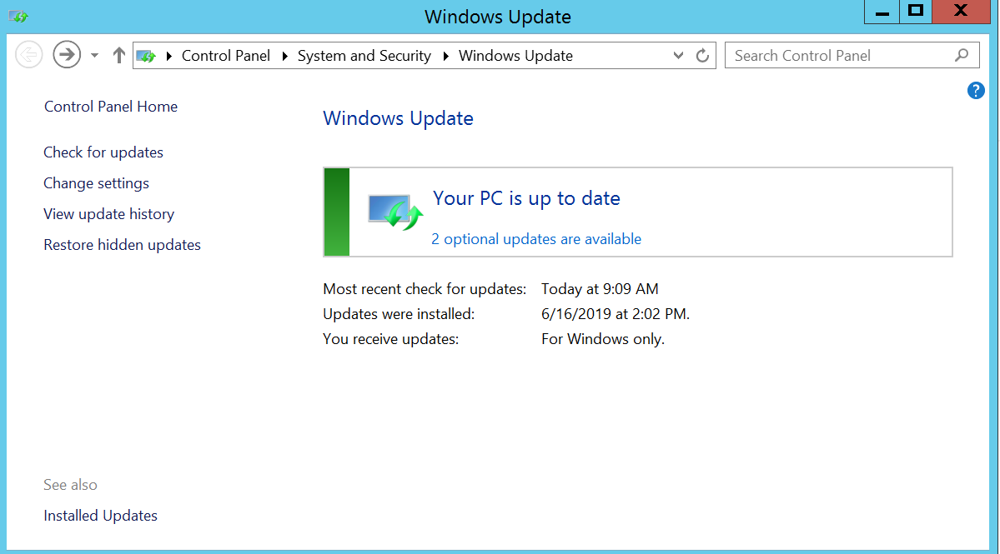 Windows Update
Control Panel System and Security Windows Update
Search Control Panel
Control Panel Home
Check for updates
Change settings
View update history
Restore hidden updates
See also
Installed Updates
Windows Update
Your PC is up to date
2 optional updates are available
Most recent check for updates: Today at 9:09 AM
Updates were installed: 6/16/2019 at 2:02 PM.
You receive updates: For Windows only.